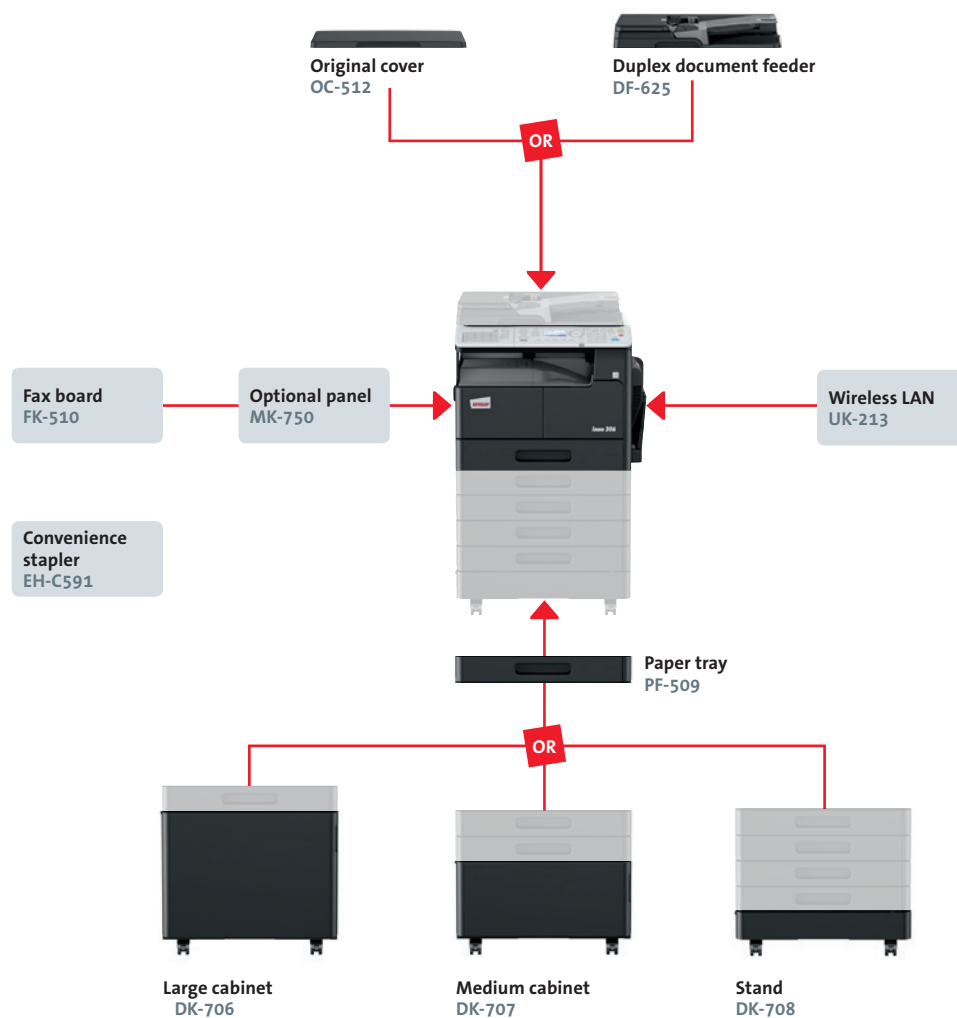 Original cover
OC-512
Duplex document feeder
DF-625
OR
Fax board
FK-510
Optional panel
MK-750
Wireless LAN
UK-213
ineo 306
Convenience
stapler
EH-C591
Paper tray
PF-509
OR
Large cabinet
DK-706
Medium cabinet
DK-707
Stand
DK-708